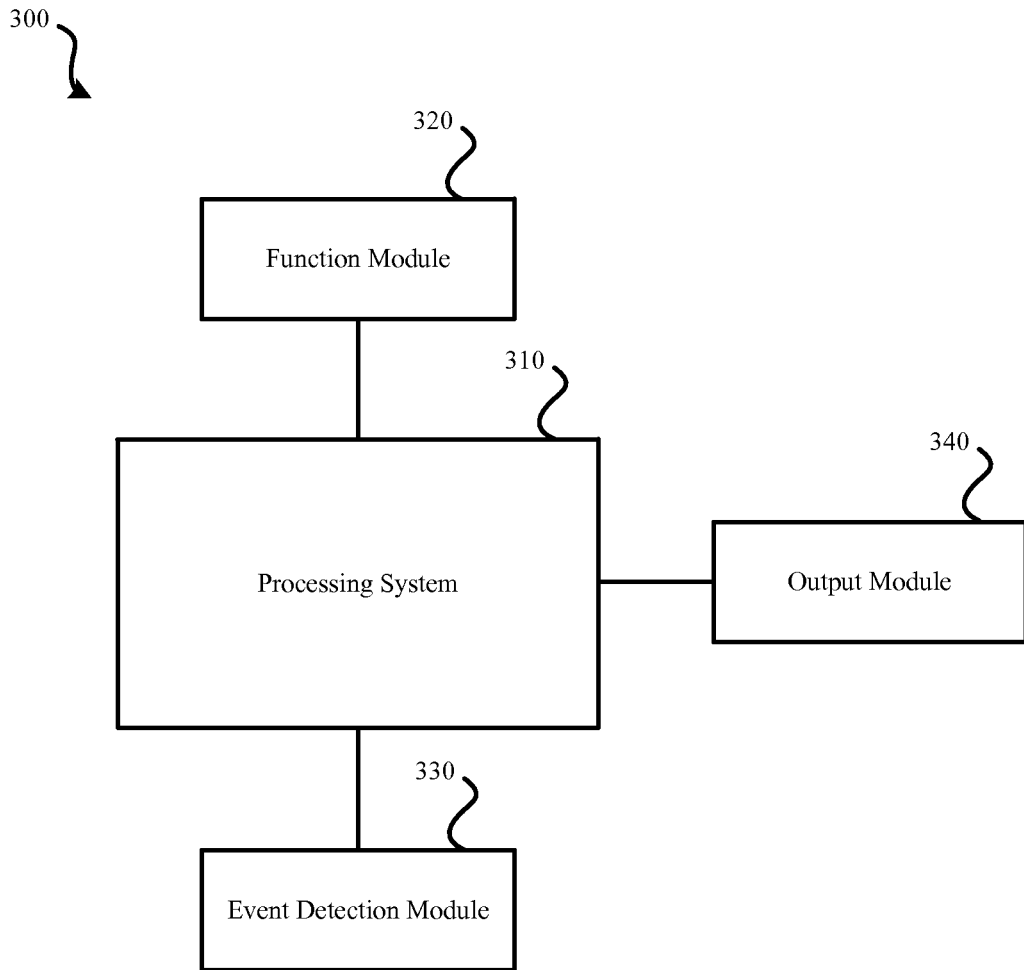 300
320
Function Module
310
340
Processing System
Output Module
330
Event Detection Module